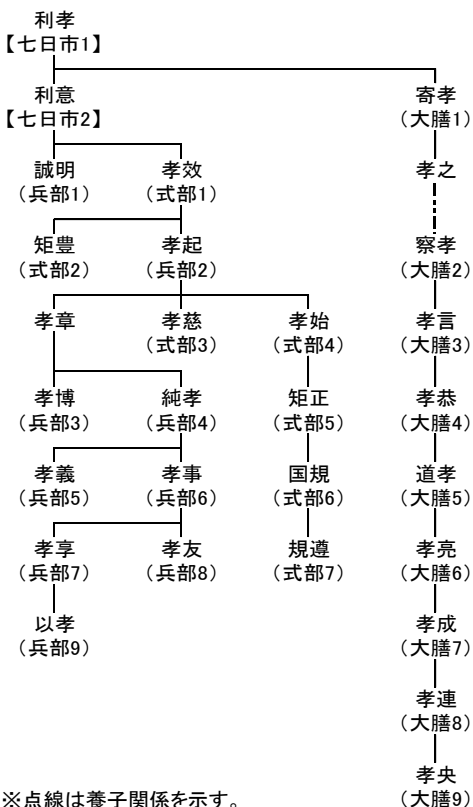 利孝
【七日市1】
利意 寄孝
【七日市2】 (大膳1)
誠明 孝効 孝之
(兵部1) (式部1)
矩豊 孝起 察孝
(式部2) (兵部2) (大膳2)
孝章 孝慈 孝始 孝言
(式部3) (式部4) (大膳3)
孝博 純孝 矩正 孝恭
(兵部3) (兵部4) (式部5) (大膳4)
孝義 孝事 国規 道孝
(兵部5) (兵部6) (式部6) (大膳5)
孝享 孝友 規遵 孝亮
(兵部7) (兵部8) (式部7) (大膳6)
以孝 孝成
(兵部9) (大膳7)
孝連
(大膳8)
孝央
※点線は養子関係を示す。 (大膳9)